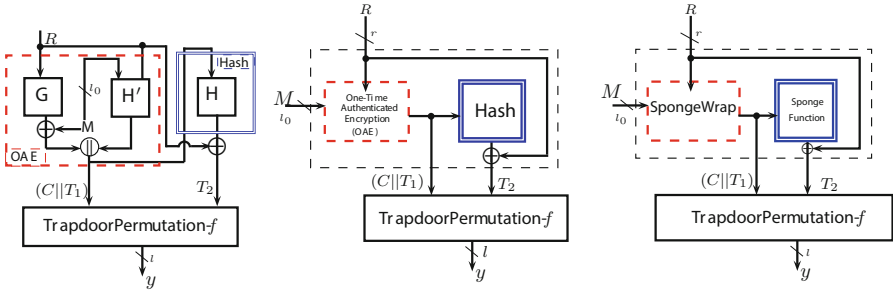 R
G
l0
H′
Hash
H
M
OAE
(C||T1)
T2
TrapdoorPermutation-f
l
y
R
r
M
l0
One-Time
Authenticated
Encryption
(OAE)
Hash
(C||T1)
T2
TrapdoorPermutation-f
l
y
R
r
M
l0
SpongeWrap
Sponge
Function
(C||T1)
T2
TrapdoorPermutation-f
l
y